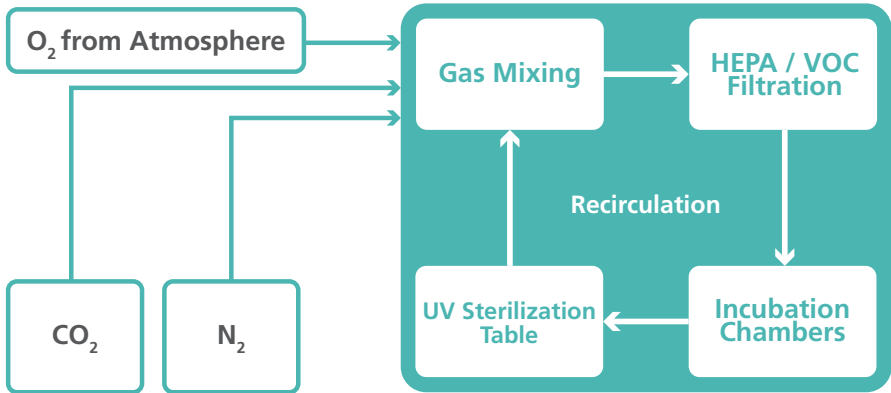 O₂ from Atmosphere
Gas Mixing
HEPA / VOC
Filtration
Recirculation
CO₂
N₂
UV Sterilization
Table
Incubation
Chambers